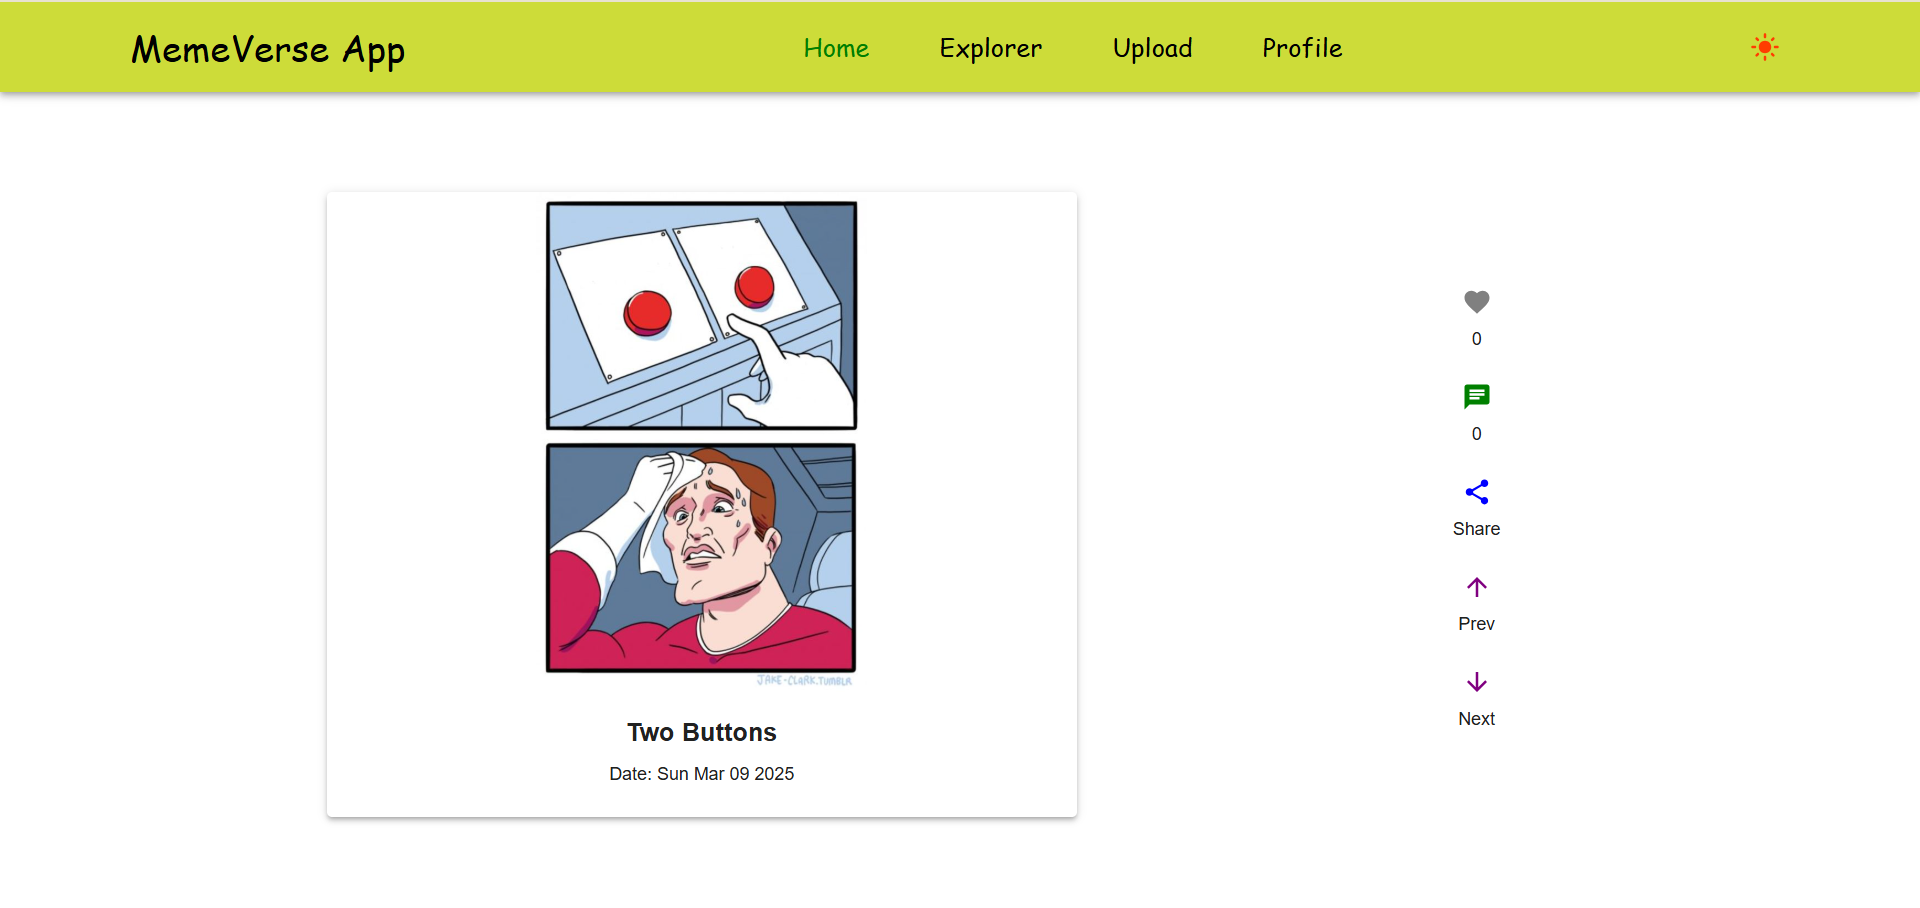 MemeVerse App
Home Explorer Upload Profile
JAKE-CLARK.TUMBLR
Two Buttons
Date: Sun Mar 09 2025
0
0
Share
Prev
Next